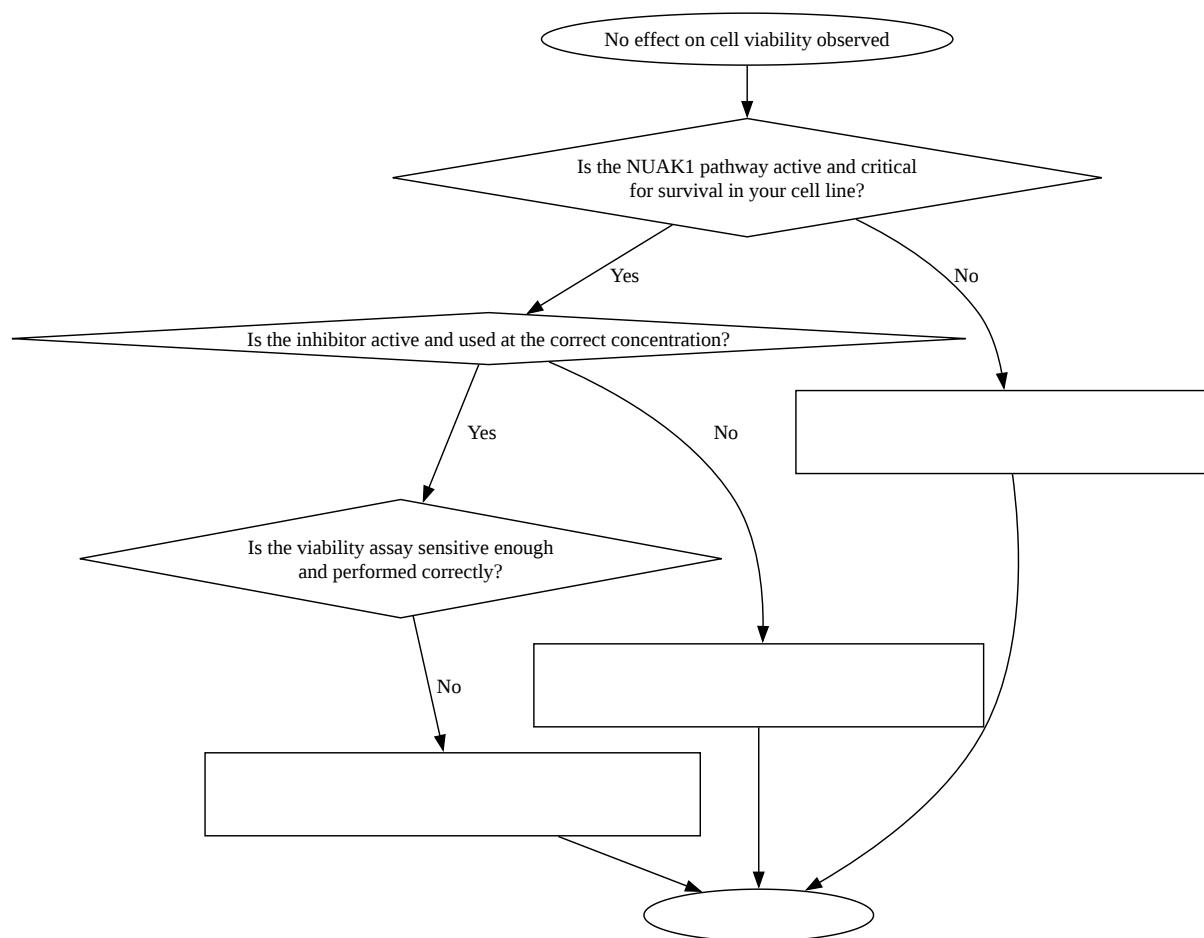 No effect on cell viability observed
Is the NUAK1 pathway active and critical
for survival in your cell line?
Yes
No
Is the inhibitor active and used at the correct concentration?
Yes
No
Is the viability assay sensitive enough
and performed correctly?
No